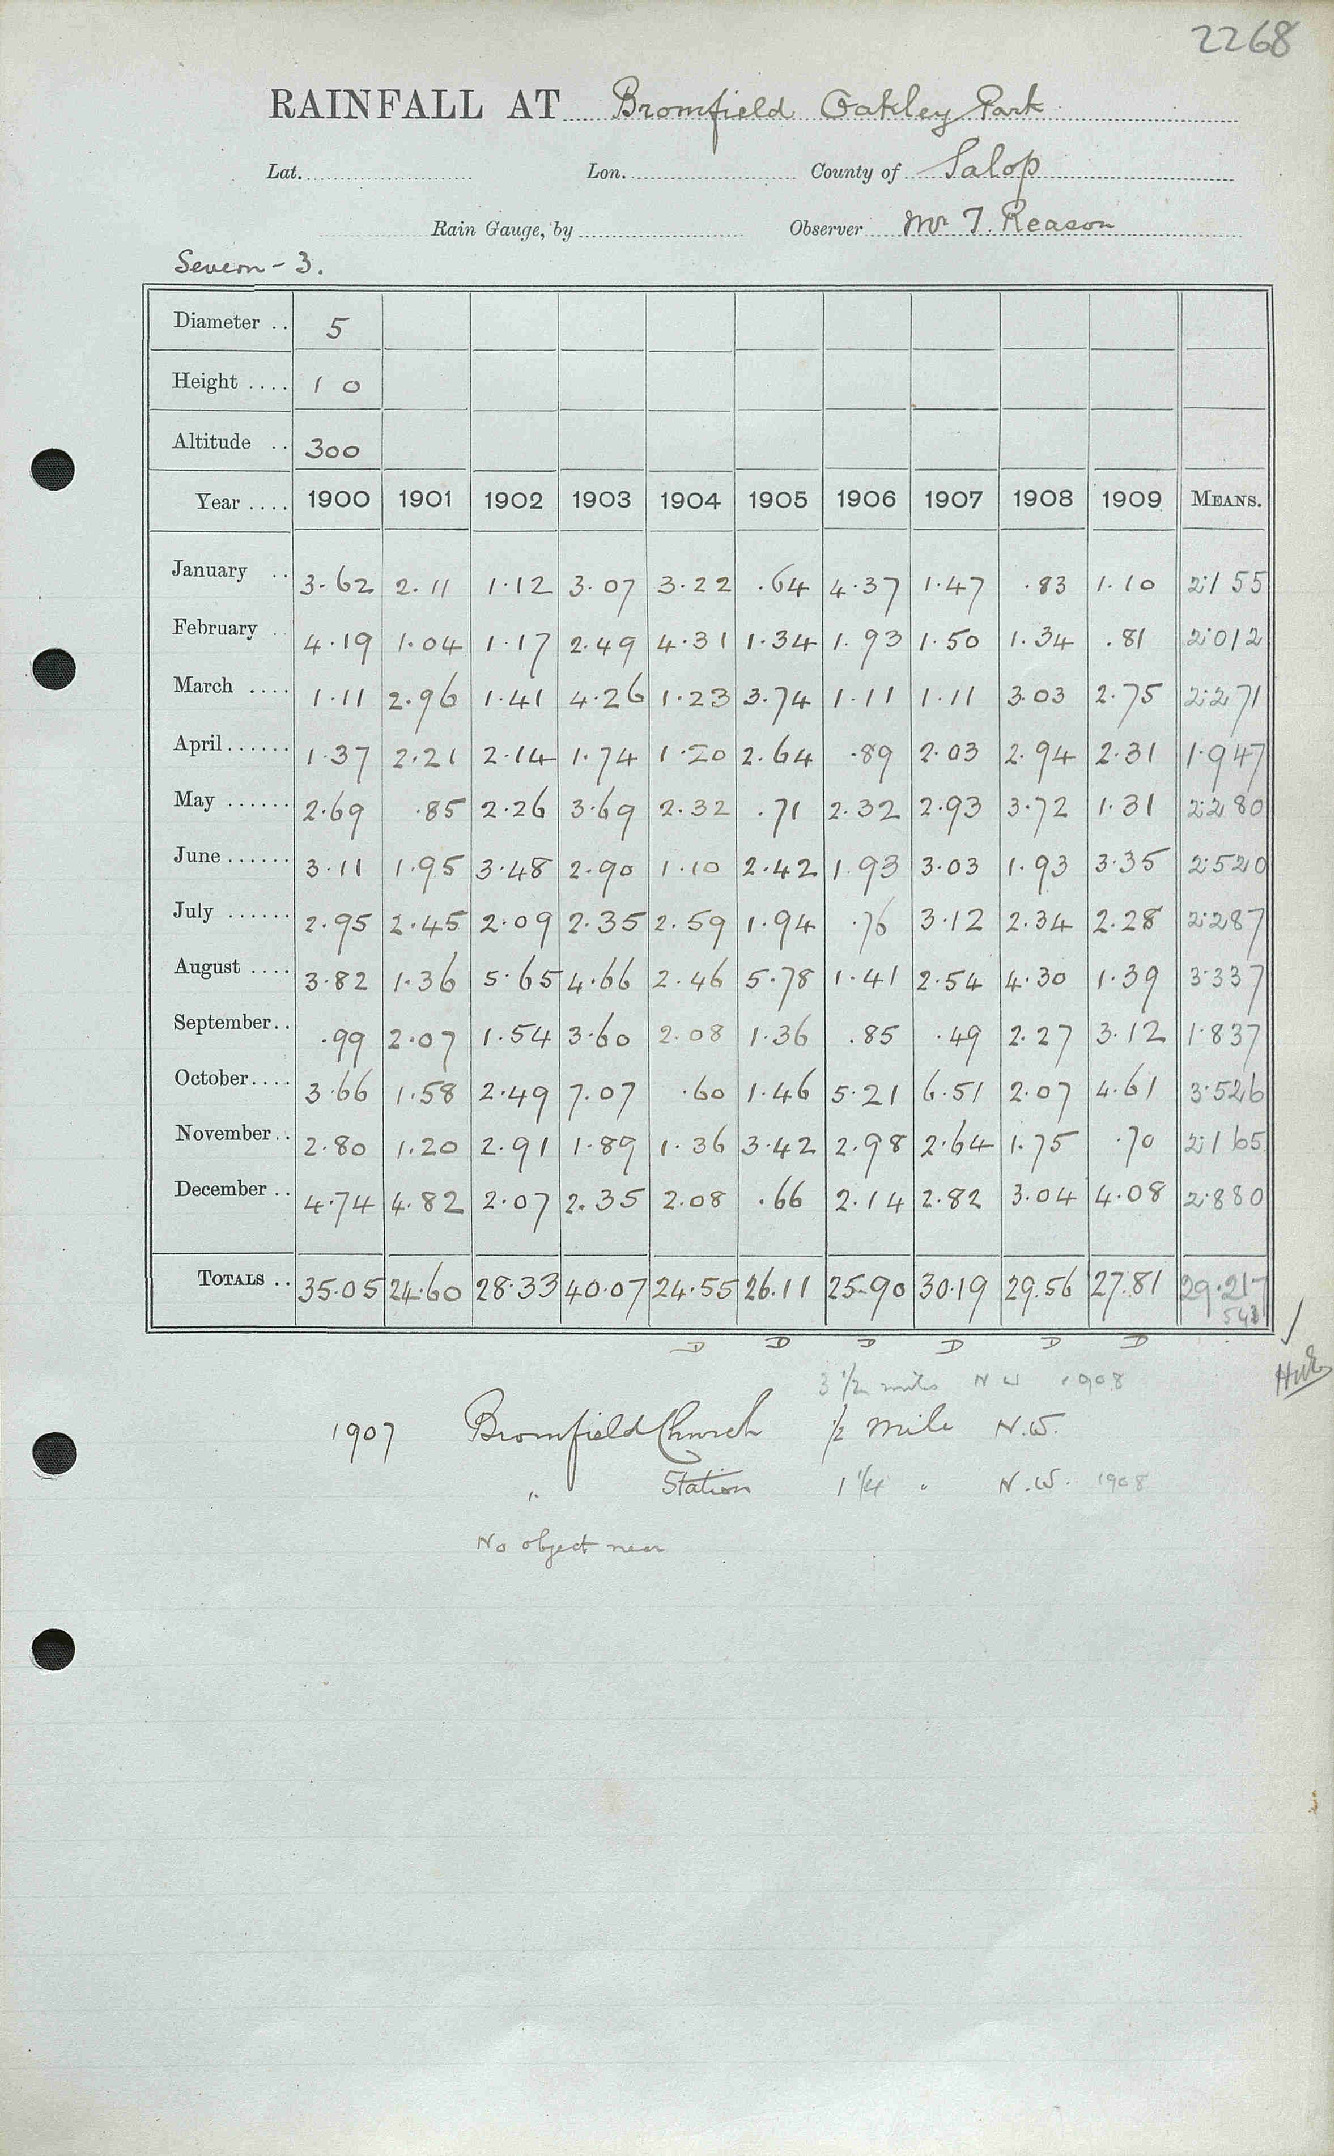 2268
RAINFALL AT Bromfield Oakley Park
Lat. Lon. County of Salop
Rain Gauge, by Observer Mr T. Reason
Severn - 3.
Diameter .. 5
Height .... 1 0
Altitude .. 300
Year .... 1900 1901 1902 1903 1904 1905 1906 1907 1908 1909 MEANS.
January .. 3.62 2.11 1.12 3.07 3.22 .64 4.37 1.47 .83 1.10 2.155
February .. 4.19 1.04 1.17 2.49 4.31 1.34 1.93 1.50 1.34 .81 2.012
March .... 1.11 2.96 1.41 4.26 1.23 3.74 1.11 1.11 3.03 2.75 2.271
April...... 1.37 2.21 2.14 1.74 1.20 2.64 .89 2.03 2.94 2.31 1.947
May ...... 2.69 .85 2.26 3.69 2.32 .71 2.32 2.93 3.72 1.31 2.280
June...... 3.11 1.95 3.48 2.90 1.10 2.42 1.93 3.03 1.93 3.35 2.520
July ...... 2.95 2.45 2.09 2.35 2.59 1.94 .76 3.12 2.34 2.28 2.287
August .... 3.82 1.36 5.65 4.66 2.46 5.78 1.41 2.54 4.30 1.39 3.337
September.. .99 2.07 1.54 3.60 2.08 1.36 .85 .49 2.27 3.12 1.837
October.... 3.66 1.58 2.49 7.07 .60 1.46 5.21 6.51 2.07 4.61 3.526
November.. 2.80 1.20 2.91 1.89 1.36 3.42 2.98 2.64 1.75 .70 2.165
December .. 4.74 4.82 2.07 2.35 2.08 .66 2.14 2.82 3.04 4.08 2.880
TOTALS .. 35.05 24.60 28.33 40.07 24.55 26.11 25.90 30.19 29.56 27.81 29.217
D D D D D D
3 1/2 miles N W 1908
1907 Bromfield Church 1/2 mile N.W.
" Station 1 1/4 " N.W. 1908
No object near